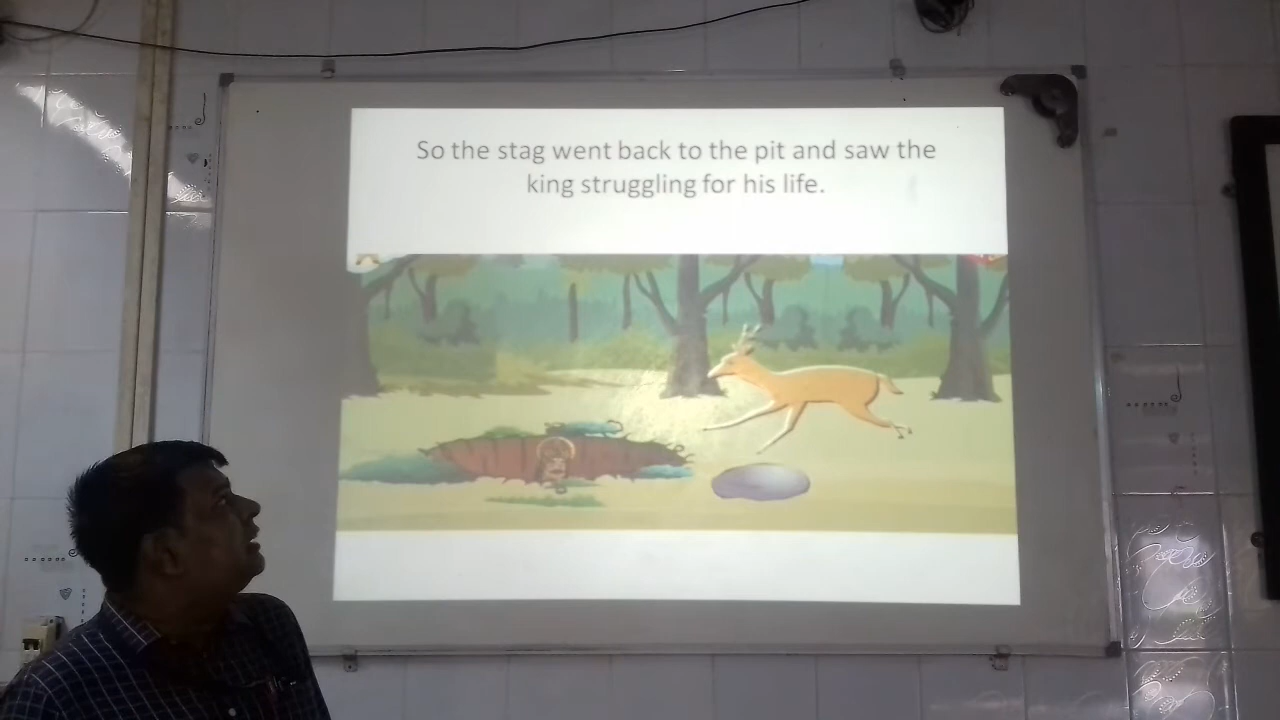 So the stag went back to the pit and saw the
king struggling for his life.